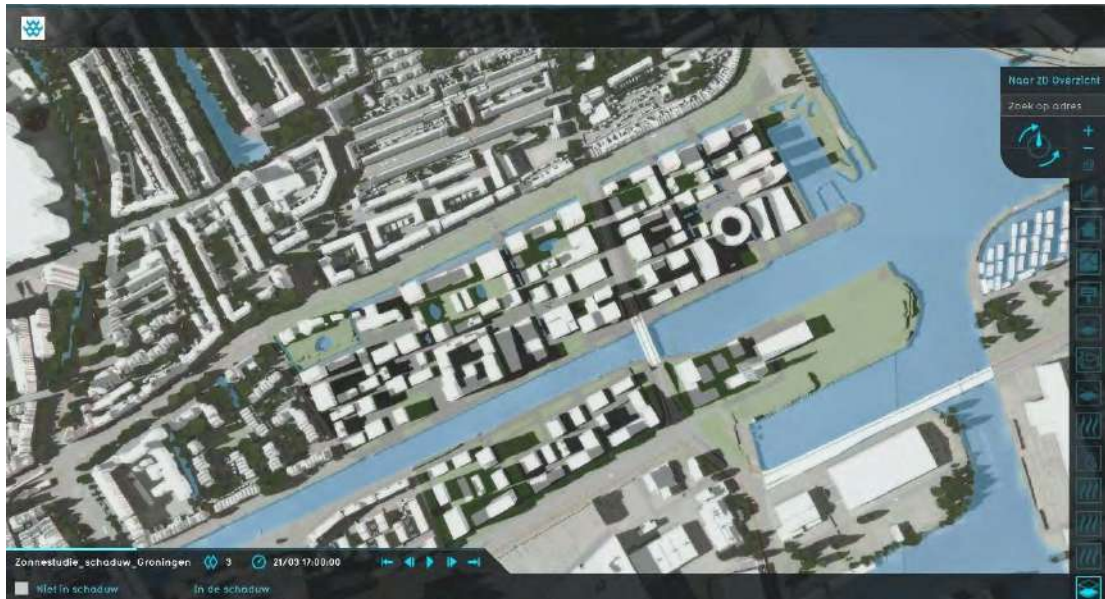 Naar 2D Overzicht
Zoek op adres
Zonnestudie_schaduw_Groningen 3 21/03 17:00:00
Niet in schaduw In de schaduw